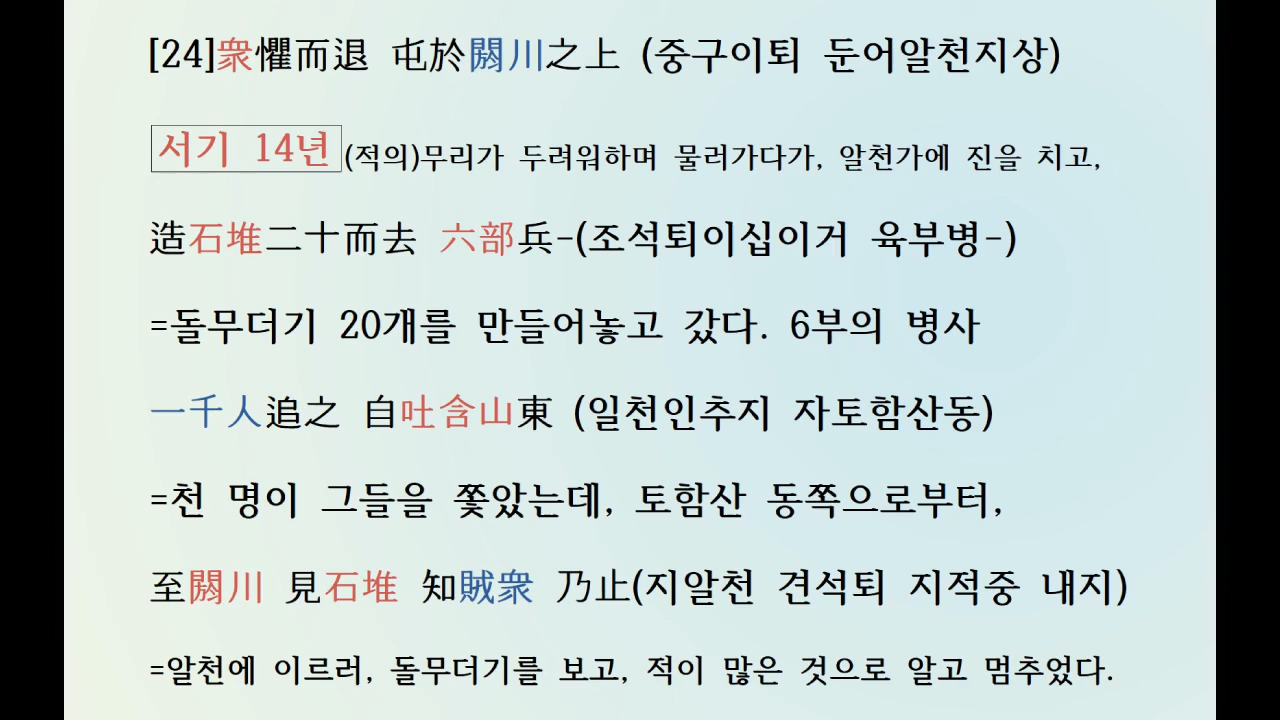 [24]衆懼而退 屯於閼川之上 (중구이퇴 둔어알천지상)
서기 14년 (적의)무리가 두려워하며 물러가다가, 알천가에 진을 치고,
造石堆二十而去 六部兵-(조석퇴이십이거 육부병-)
=돌무더기 20개를 만들어놓고 갔다. 6부의 병사
一千人追之 自吐含山東 (일천인추지 자토함산동)
=천 명이 그들을 쫓았는데, 토함산 동쪽으로부터,
至閼川 見石堆 知賊衆 乃止(지알천 견석퇴 지적중 내지)
=알천에 이르러, 돌무더기를 보고, 적이 많은 것으로 알고 멈추었다.